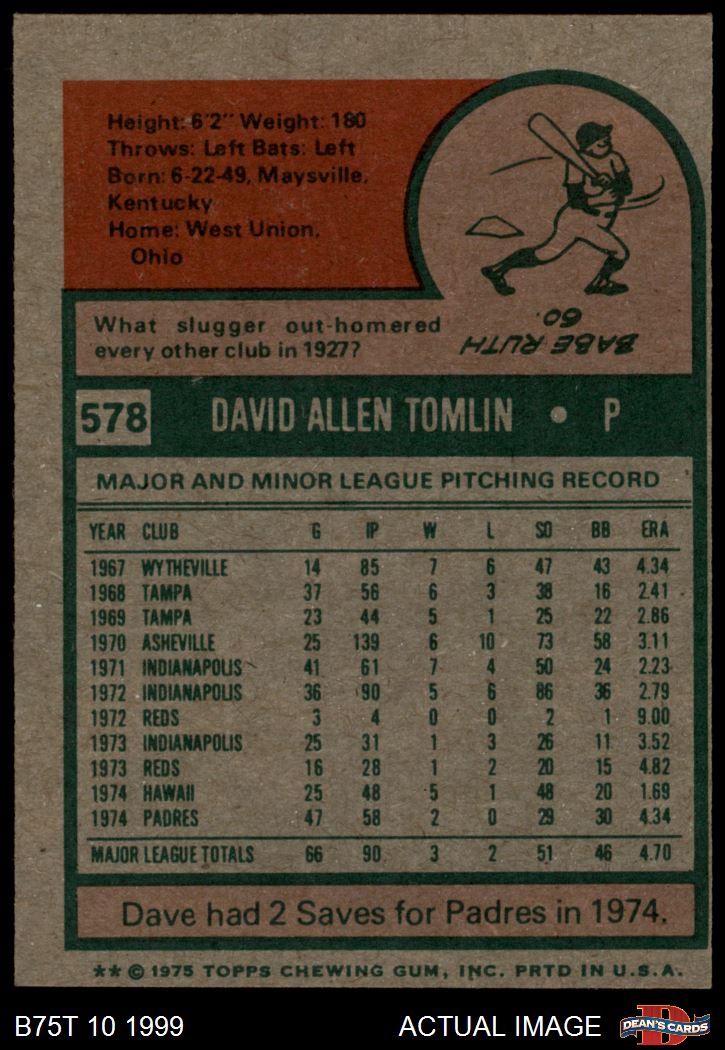 Height: 6'2" Weight: 180
Throws: Left Bats: Left
Born: 6-22-49, Maysville,
Kentucky
Home: West Union,
Ohio
What slugger out-homered
every other club in 1927?
BABE RUTH
60.
578 DAVID ALLEN TOMLIN • P
MAJOR AND MINOR LEAGUE PITCHING RECORD
YEAR CLUB G IP W L SO BB ERA
1967 WYTHEVILLE 14 85 7 6 47 43 4.34
1968 TAMPA 37 56 6 3 38 16 2.41
1969 TAMPA 23 44 5 1 25 22 2.86
1970 ASHEVILLE 25 139 6 10 73 58 3.11
1971 INDIANAPOLIS 41 61 7 4 50 24 2.23
1972 INDIANAPOLIS 36 90 5 6 86 36 2.79
1972 REDS 3 4 0 0 2 1 9.00
1973 INDIANAPOLIS 25 31 1 3 26 11 3.52
1973 REDS 16 28 1 2 20 15 4.82
1974 HAWAII 25 48 5 1 48 20 1.69
1974 PADRES 47 58 2 0 29 30 4.34
MAJOR LEAGUE TOTALS 66 90 3 2 51 46 4.70
Dave had 2 Saves for Padres in 1974.
** © 1975 TOPPS CHEWING GUM, INC. PRTD IN U.S.A.
B75T 10 1999 ACTUAL IMAGE D DEAN'S CARDS